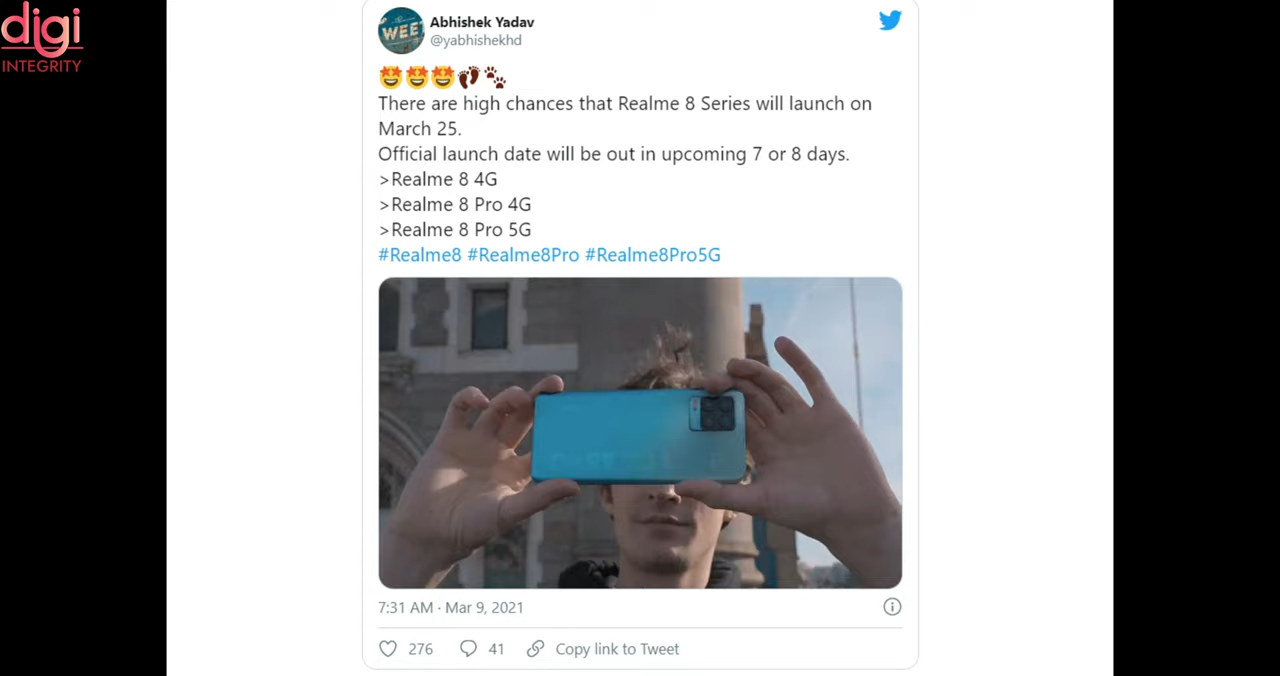 digi
INTEGRITY
WEE
Abhishek Yadav
@yabhishekhd
🤩🤩🤩👣🐾
There are high chances that Realme 8 Series will launch on
March 25.
Official launch date will be out in upcoming 7 or 8 days.
>Realme 8 4G
>Realme 8 Pro 4G
>Realme 8 Pro 5G
#Realme8 #Realme8Pro #Realme8Pro5G
7:31 AM · Mar 9, 2021
276 41 Copy link to Tweet